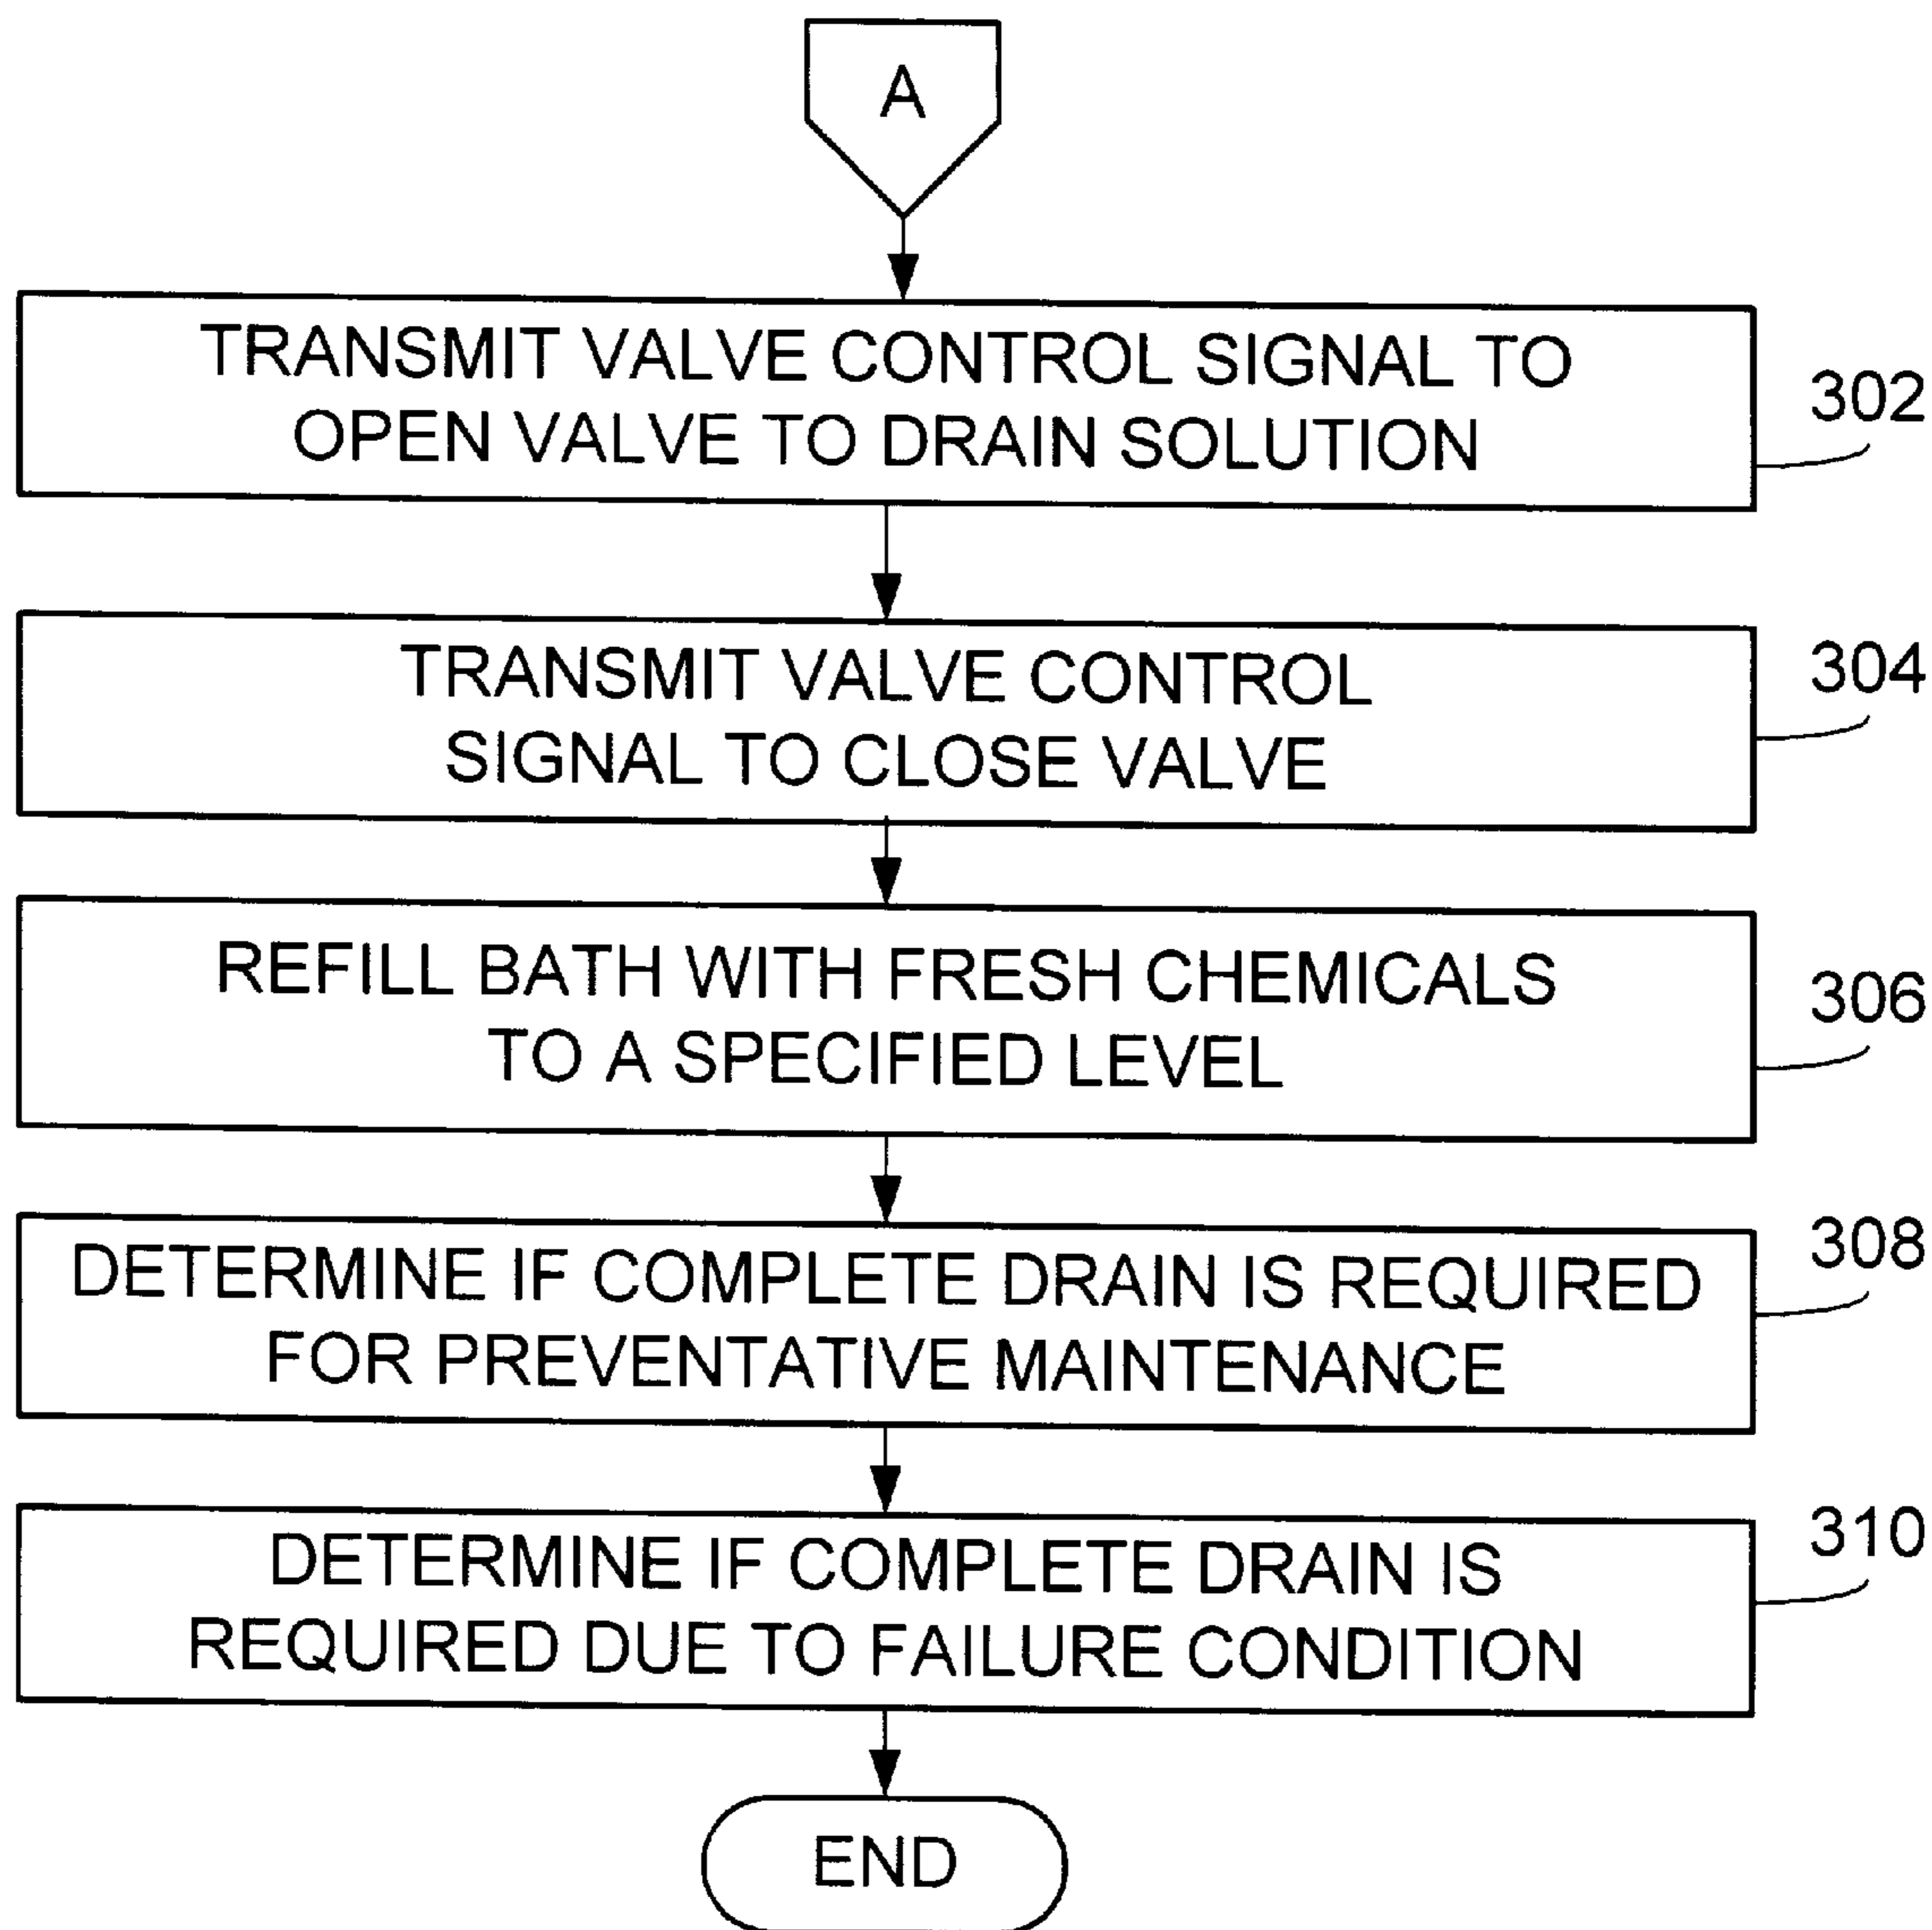 A
TRANSMIT VALVE CONTROL SIGNAL TO
OPEN VALVE TO DRAIN SOLUTION
302
TRANSMIT VALVE CONTROL
SIGNAL TO CLOSE VALVE
304
REFILL BATH WITH FRESH CHEMICALS
TO A SPECIFIED LEVEL
306
DETERMINE IF COMPLETE DRAIN IS REQUIRED
FOR PREVENTATIVE MAINTENANCE
308
DETERMINE IF COMPLETE DRAIN IS
REQUIRED DUE TO FAILURE CONDITION
310
END